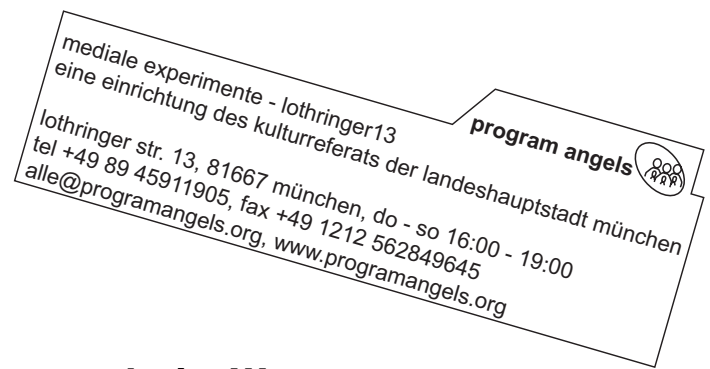 program angels
mediale experimente - lothringer13
eine einrichtung des kulturreferats der landeshauptstadt münchen
lothringer str. 13, 81667 münchen, do - so 16:00 - 19:00
tel +49 89 45911905, fax +49 1212 562849645
alle@programangels.org, www.programangels.org